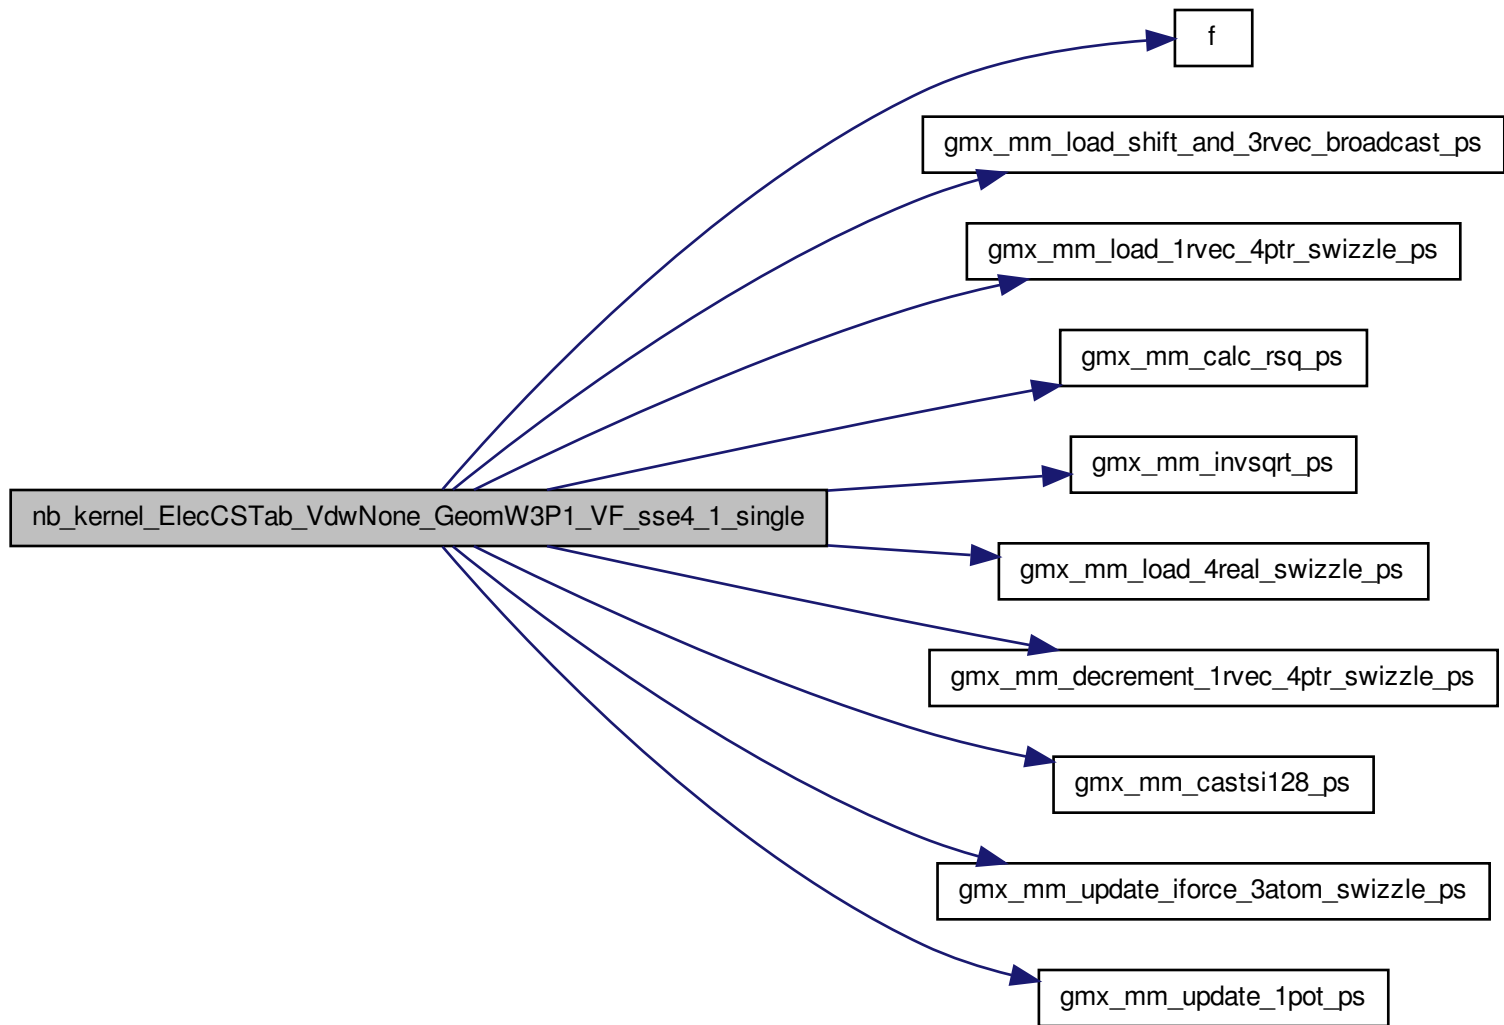 f
gmx_mm_load_shift_and_3rvec_broadcast_ps
gmx_mm_load_1rvec_4ptr_swizzle_ps
gmx_mm_calc_rsq_ps
gmx_mm_invsqrt_ps
nb_kernel_ElecCSTab_VdwNone_GeomW3P1_VF_sse4_1_single
gmx_mm_load_4real_swizzle_ps
gmx_mm_decrement_1rvec_4ptr_swizzle_ps
gmx_mm_castsi128_ps
gmx_mm_update_iforce_3atom_swizzle_ps
gmx_mm_update_1pot_ps